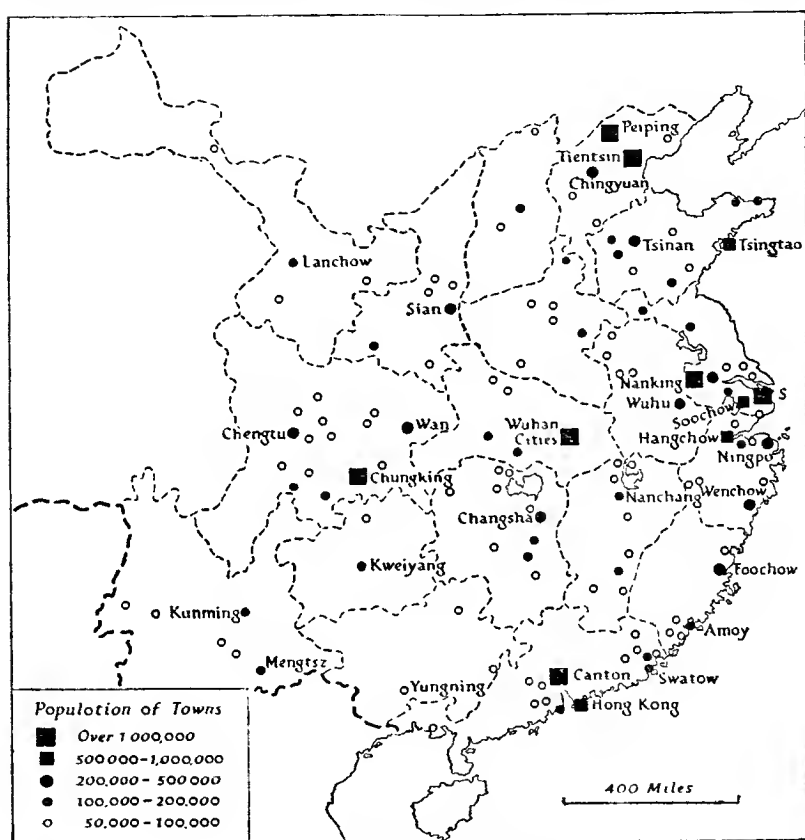 Peiping
Tientsin
Chingyuan
Tsinan
Tsingtao
Lanchow
Sian
Nanking
S
Wuhu
Soochow
Chengtu
Wan
Wuhan
Cities
Hangchow
Ningpo
Chungking
Nanchang
Wenchow
Changsha
Kweiyang
Foochow
Kunming
Amoy
Mengtsz
Swatow
Yungning
Canton
Hong Kong
Population of Towns
Over 1 000,000
500 000-1,000,000
200,000 - 500 000
100,000 - 200,000
50,000 - 100,000
400 Miles